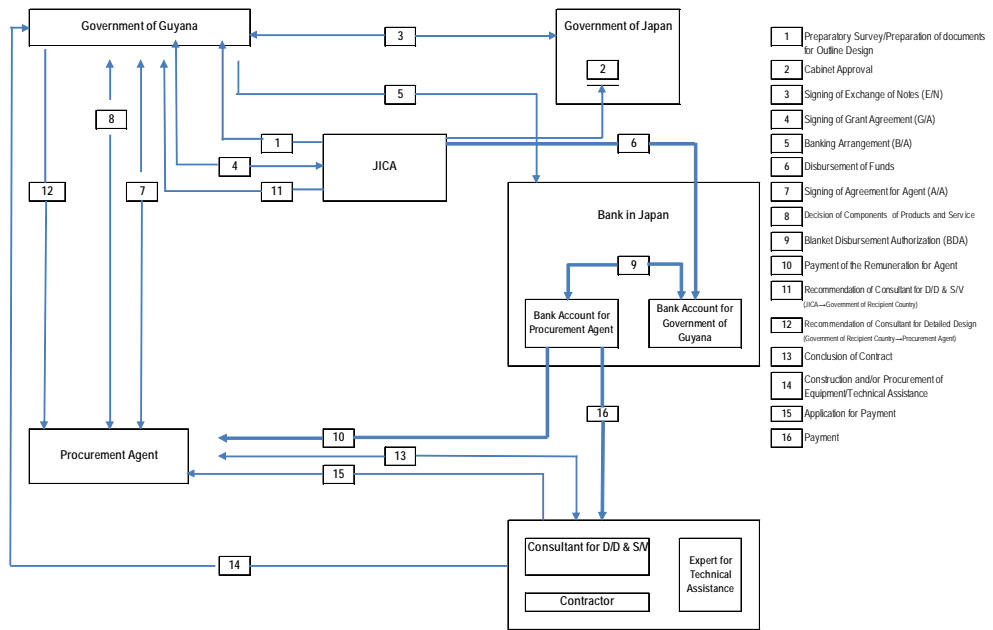 Government of Guyana
Government of Japan
3
2
5
8
1
4
11
JICA
6
12
7
Bank in Japan
9
Bank Account for
Procurement Agent
Bank Account for
Government of
Guyana
16
Procurement Agent
10
13
15
14
Consultant for D/D & S/V
Contractor
Expert for
Technical
Assistance
1 Preparatory Survey/Preparation of documents
for Outline Design
2 Cabinet Approval
3 Signing of Exchange of Notes (E/N)
4 Signing of Grant Agreement (G/A)
5 Banking Arrangement (B/A)
6 Disbursement of Funds
7 Signing of Agreement for Agent (A/A)
8 Decision of Components of Products and Service
9 Blanket Disbursement Authorization (BDA)
10 Payment of the Remuneration for Agent
11 Recommendation of Consultant for D/D & S/V
(JICA→Government of Recipient Country)
12 Recommendation of Consultant for Detailed Design
(Government of Recipient Country→Procurement Agent)
13 Conclusion of Contract
14 Construction and/or Procurement of
Equipment/Technical Assistance
15 Application for Payment
16 Payment